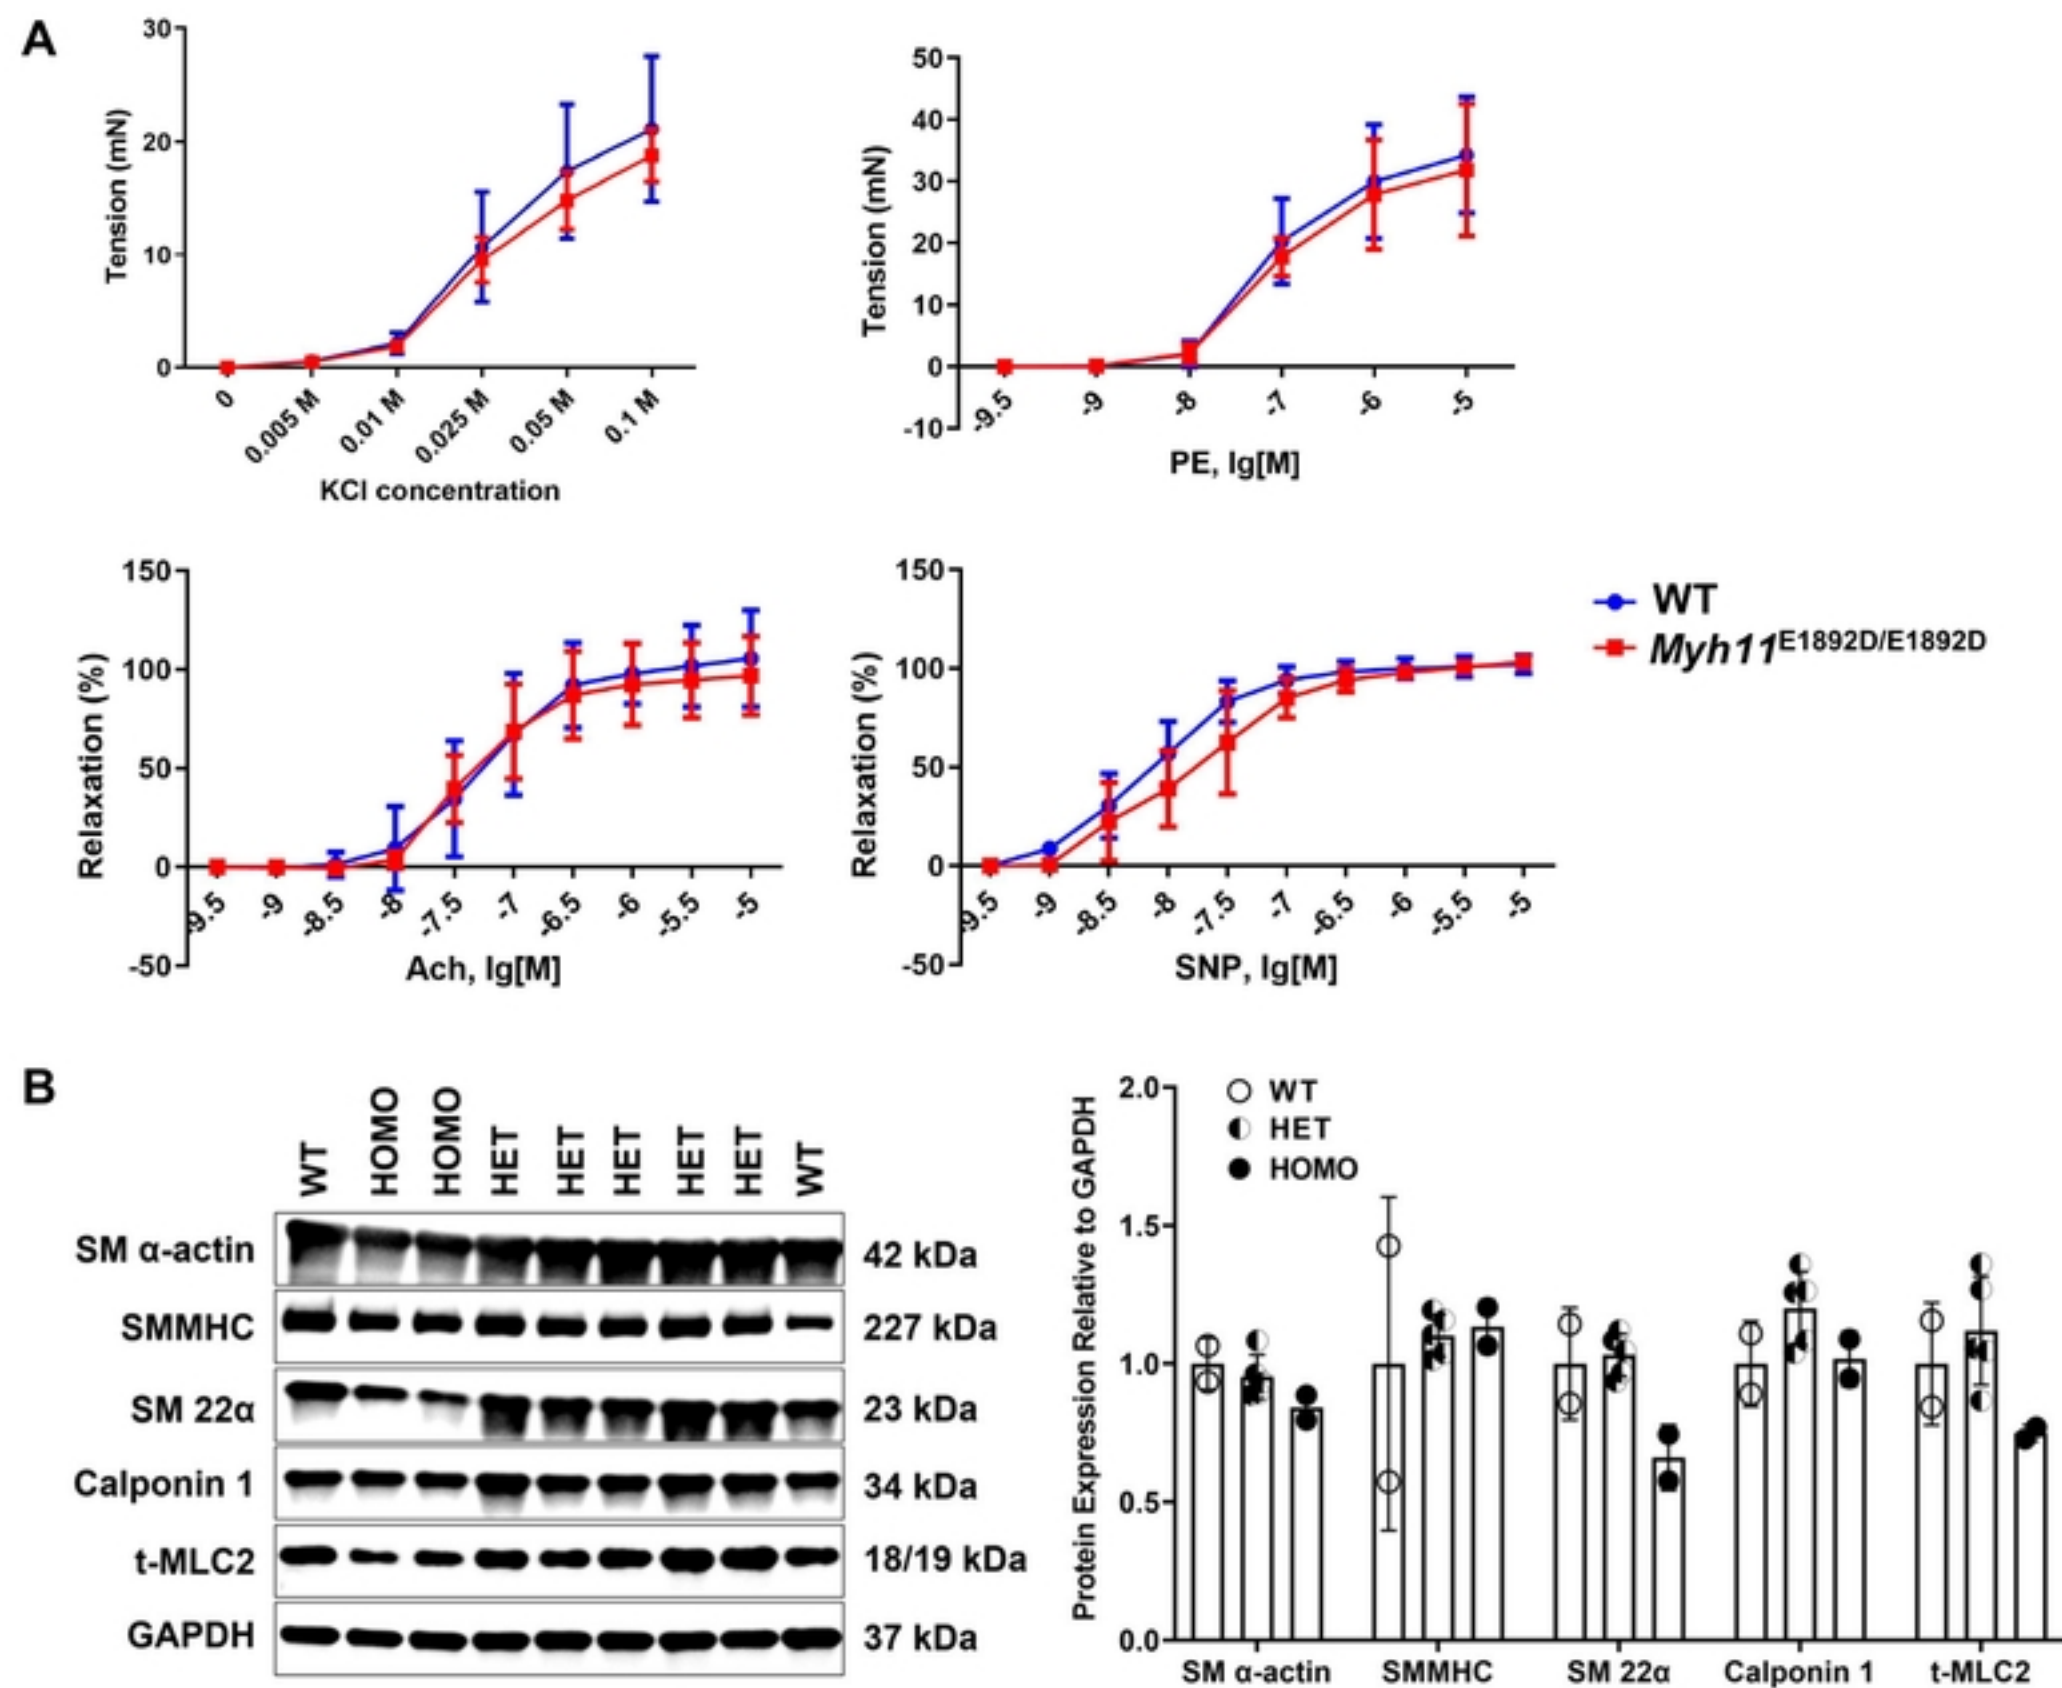 A
30
20
10
0
Tension (mN)
0
0.005 M
0.01 M
0.025 M
0.05 M
0.1 M
KCl concentration
50
40
30
20
10
0
-10
Tension (mN)
-9.5
-9
-8
-7
-6
-5
PE, lg[M]
150
100
50
0
-50
Relaxation (%)
-9.5
-9
-8.5
-8
-7.5
-7
-6.5
-6
-5.5
-5
Ach, lg[M]
150
100
50
0
-50
Relaxation (%)
-9.5
-9
-8.5
-8
-7.5
-7
-6.5
-6
-5.5
-5
SNP, lg[M]
WT
Myh11E1892D/E1892D
B
WT HOMO HOMO HET HET HET HET HET WT
SM α-actin 42 kDa
SMMHC 227 kDa
SM 22α 23 kDa
Calponin 1 34 kDa
t-MLC2 18/19 kDa
GAPDH 37 kDa
2.0
1.5
1.0
0.5
0.0
Protein Expression Relative to GAPDH
WT
HET
HOMO
SM α-actin SMMHC SM 22α Calponin 1 t-MLC2